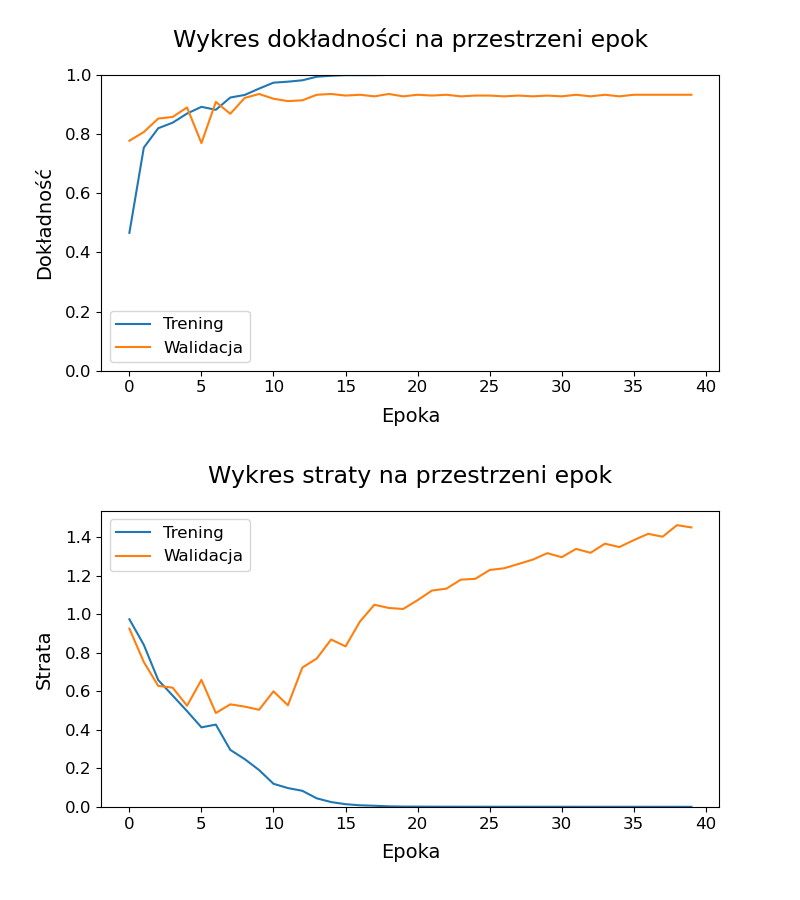 Wykres dokładności na przestrzeni epok
1.0
0.8
0.6
0.4
0.2
0.0
Dokładność
Trening
Walidacja
0 5 10 15 20 25 30 35 40
Epoka
Wykres straty na przestrzeni epok
1.4
1.2
1.0
0.8
0.6
0.4
0.2
0.0
Strata
Trening
Walidacja
0 5 10 15 20 25 30 35 40
Epoka